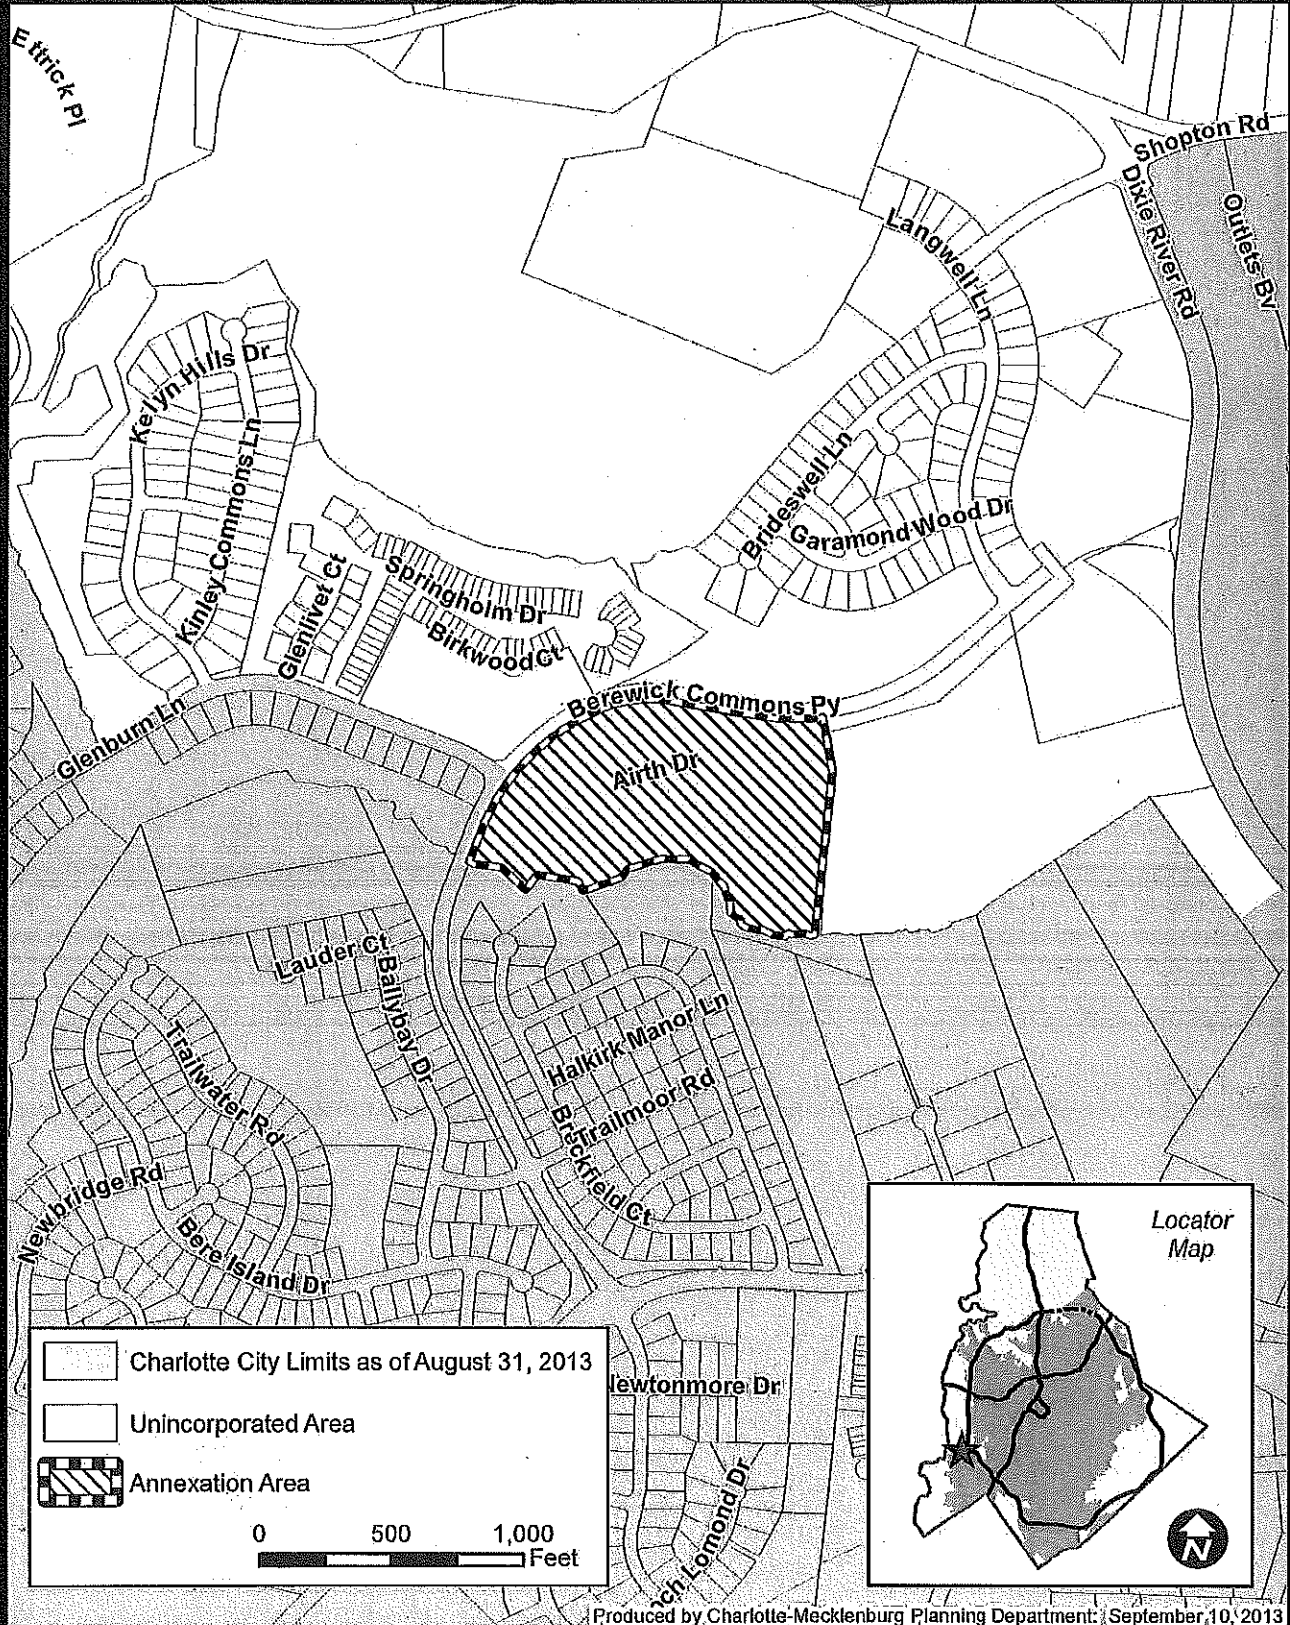 Ettrick Pl
Shopton Rd
Dixie River Rd
Outlets Bv
Langwell Ln
Kelyn Hills Dr
Kinley Commons Ln
Brideswell Ln
Garamond Wood Dr
Glenlivet Ct
Springholm Dr
Birkwood Ct
Berewick Commons Py
Glenburn Ln
Airth Dr
Lauder Ct
Ballybay Dr
Trailwater Rd
Halkirk Manor Ln
Trailmoor Rd
Breckfield Ct
Newbridge Rd
Bere Island Dr
Locator
Map
N
Charlotte City Limits as of August 31, 2013
Unincorporated Area
Annexation Area
0 500 1,000
Feet
ewtonmore Dr
ch Lomond Dr
Produced by Charlotte-Mecklenburg Planning Department: September 10, 2013